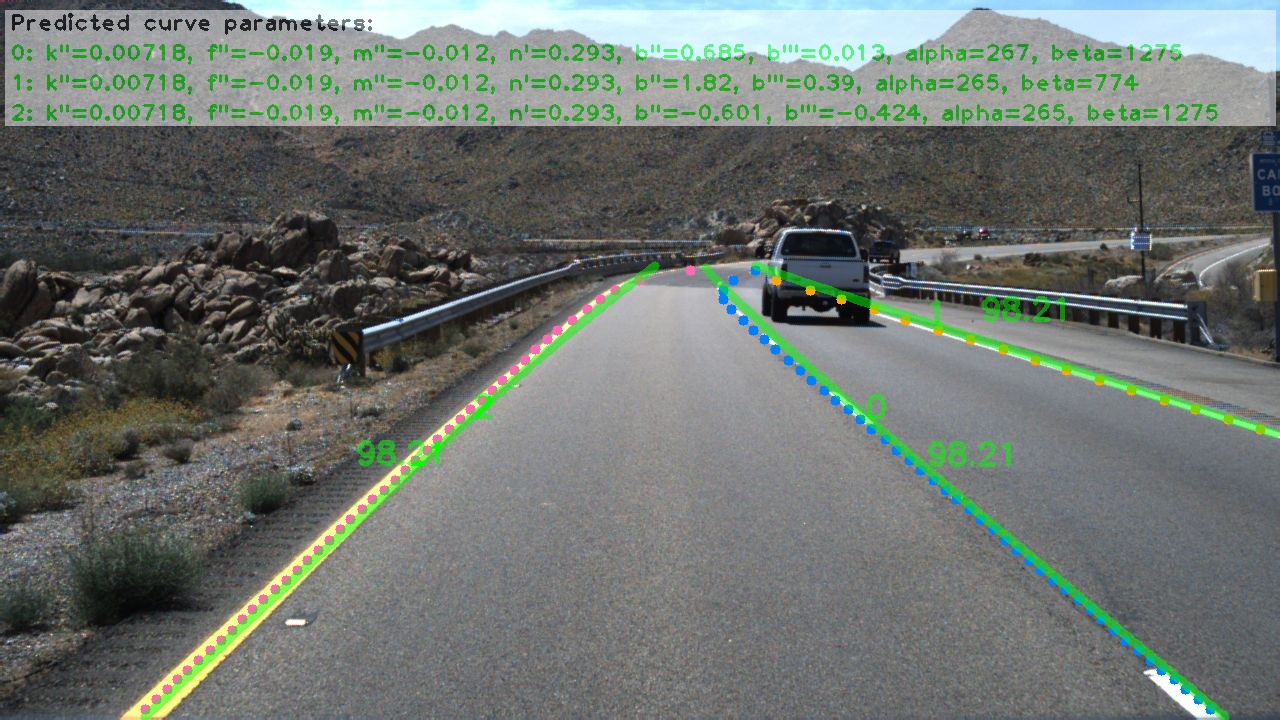 Predicted curve parameters:
0: k''=0.00718, f''=-0.019, m''=-0.012, n'=0.293, b''=0.685, b'''=0.013, alpha=267, beta=1275
1: k''=0.00718, f''=-0.019, m''=-0.012, n'=0.293, b''=1.82, b'''=0.39, alpha=265, beta=774
2: k''=0.00718, f''=-0.019, m''=-0.012, n'=0.293, b''=-0.601, b'''=-0.424, alpha=265, beta=1275
CA
BO
1 98.21
0
2
98.21
98.21